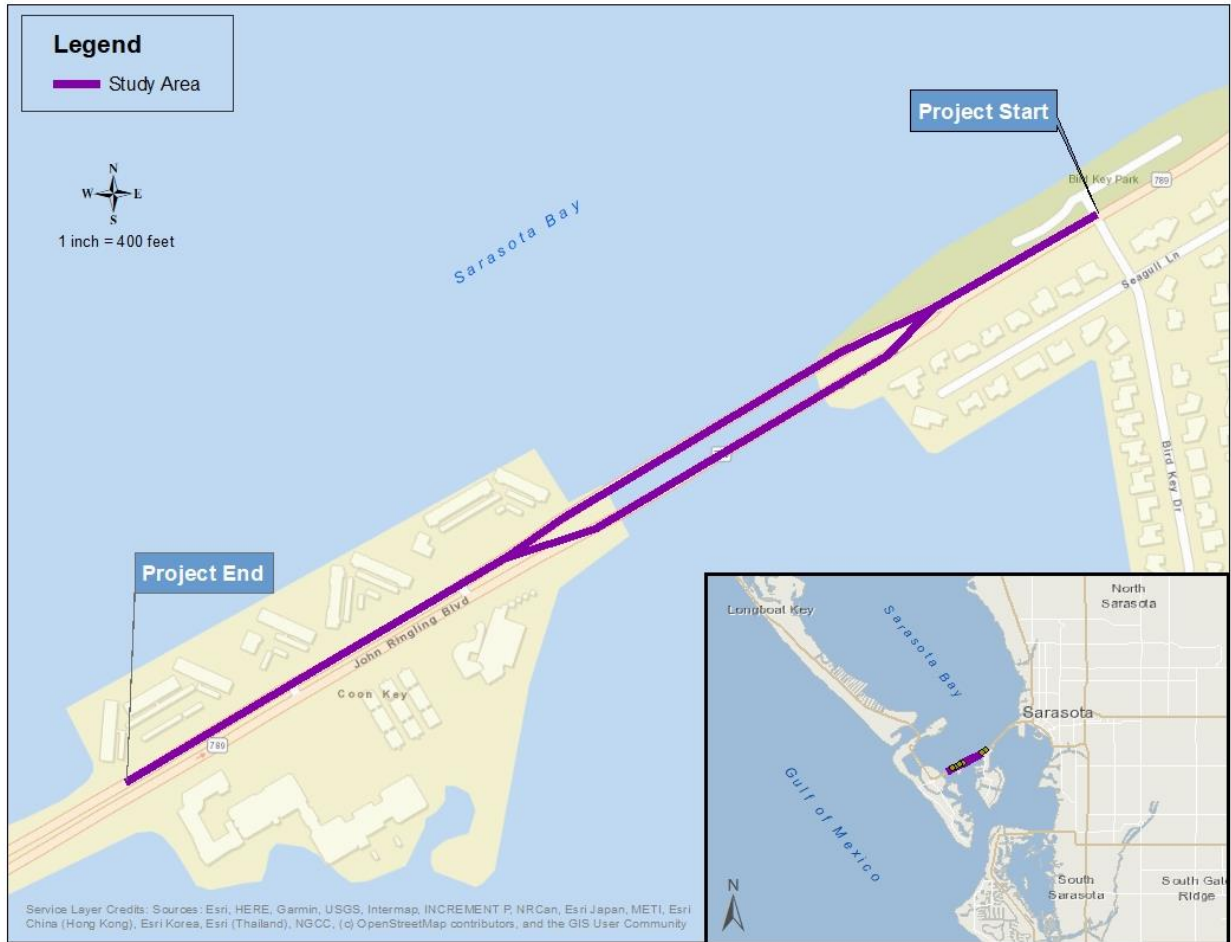 Legend
Study Area
N
W E
S
1 inch = 400 feet
Project Start
Bird Key Park
789
Sarasota Bay
Seagull Ln
Bird Key Dr
Project End
John Ringling Blvd
Coon Key
789
Longboat Key
Sarasota Bay
North
Sarasota
Sarasota
Gulf of Mexico
South
Sarasota
South Gate
Ridge
N
Service Layer Credits: Sources: Esri, HERE, Garmin, USGS, Intermap, INCREMENT P, NRCan, Esri Japan, METI, Esri
China (Hong Kong), Esri Korea, Esri (Thailand), NGCC, (c) OpenStreetMap contributors, and the GIS User Community